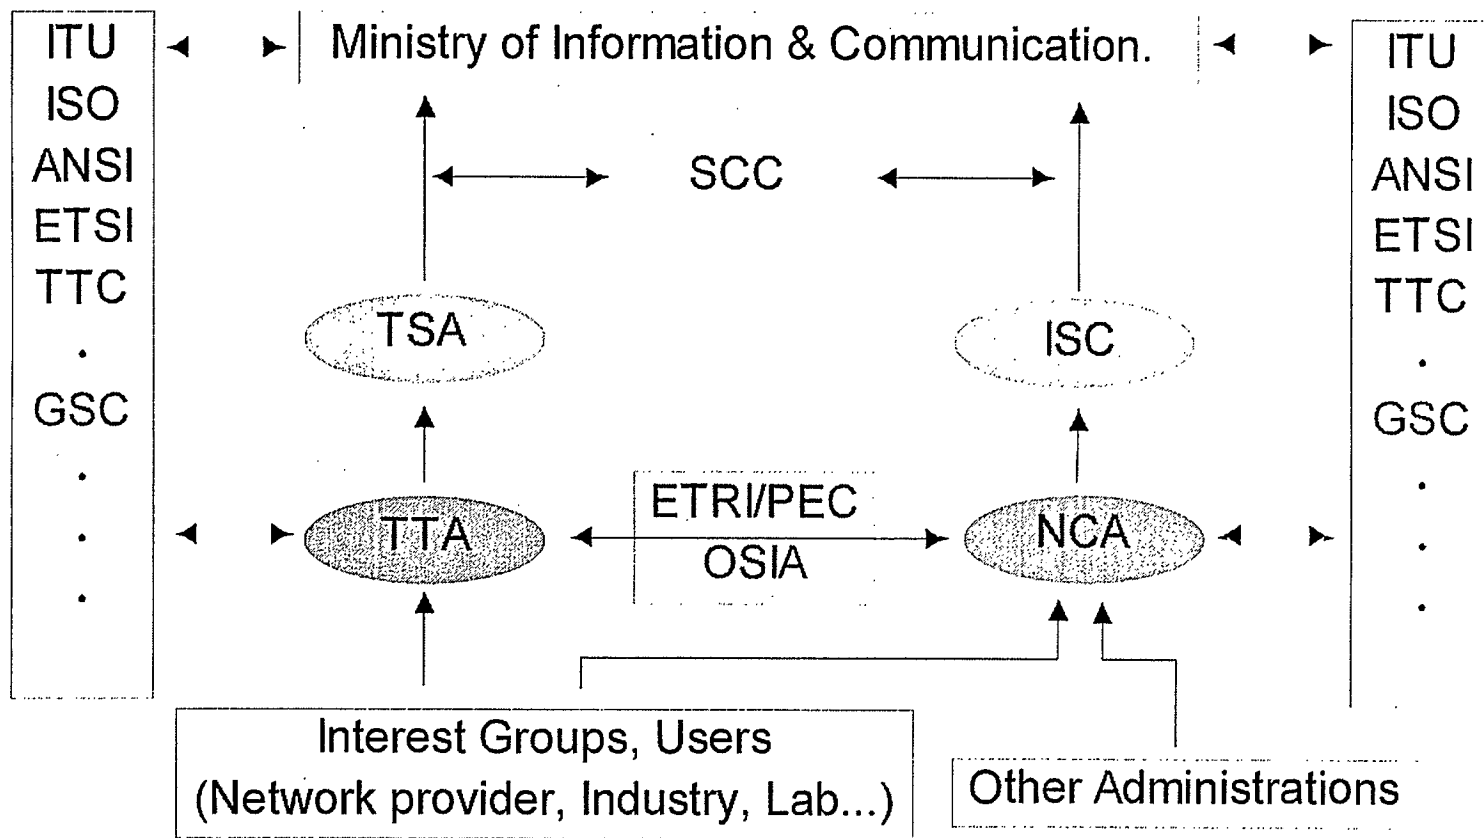 ITU
ISO
ANSI
ETSI
TTC
.
GSC
.
.
.
Ministry of Information & Communication.
SCC
TSA
ISC
TTA
ETRI/PEC
OSIA
NCA
Interest Groups, Users
(Network provider, Industry, Lab...)
Other Administrations
ITU
ISO
ANSI
ETSI
TTC
.
GSC
.
.
.